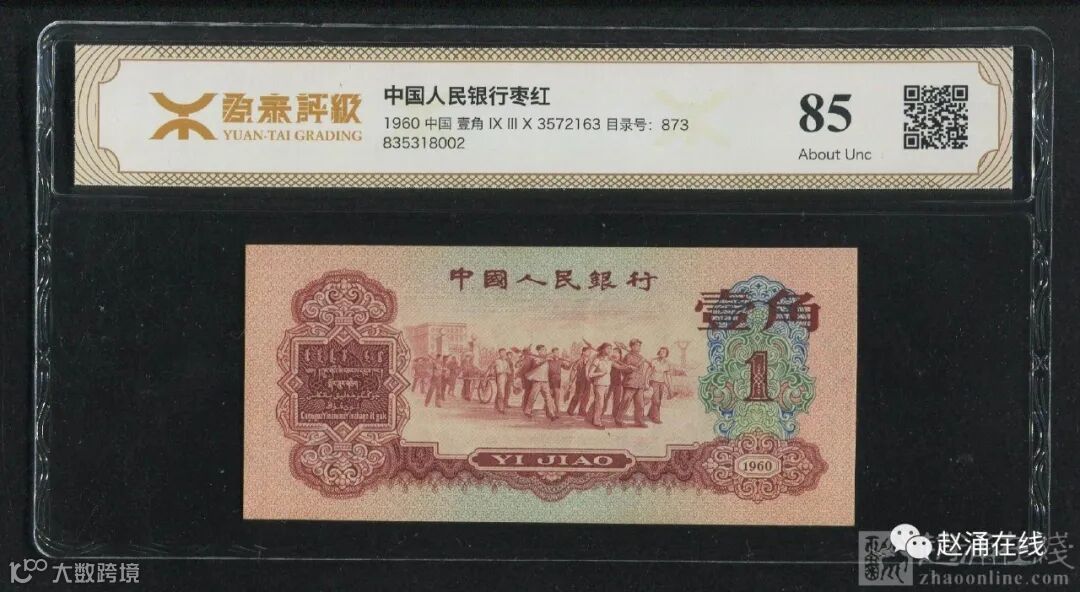 源泰評級
YUAN-TAI GRADING
中国人民银行枣红
1960 中国 壹角 IX III X 3572163 目录号：873
835318002
85
About Unc
中國人民銀行
壹角
1
YI JIAO
1960
大数跨境
赵涌在线
zhaoonline.com